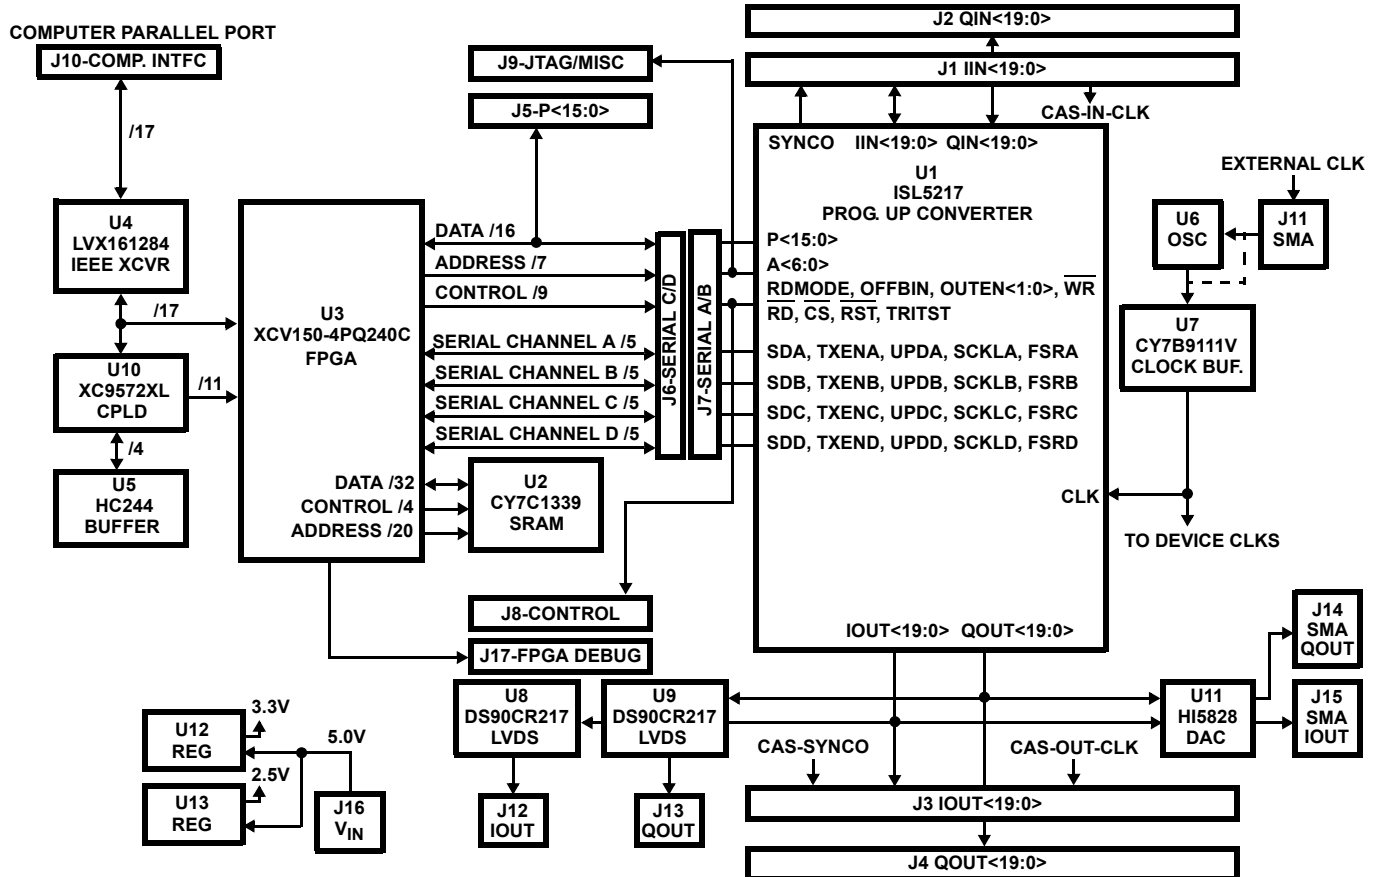 J2 QIN<19:0>
COMPUTER PARALLEL PORT
J10-COMP. INTFC
J9-JTAG/MISC
J1 IIN<19:0>
J5-P<15:0>
CAS-IN-CLK
/17
SYNCO IIN<19:0> QIN<19:0>
U1
ISL5217
PROG. UP CONVERTER
EXTERNAL CLK
U4
LVX161284
IEEE XCVR
U6
OSC
J11
SMA
DATA /16
ADDRESS /7
CONTROL /9
P<15:0>
A<6:0>
RDMODE, OFFBIN, OUTEN<1:0>, WR
RD, CS, RST, TRITST
/17
U3
XCV150-4PQ240C
FPGA
J6-SERIAL C/D
J7-SERIAL A/B
U7
CY7B9111V
CLOCK BUF.
SERIAL CHANNEL A /5
SERIAL CHANNEL B /5
SERIAL CHANNEL C /5
SERIAL CHANNEL D /5
SDA, TXENA, UPDA, SCKLA, FSRA
SDB, TXENB, UPDB, SCKLB, FSRB
SDC, TXENC, UPDC, SCKLC, FSRC
SDD, TXEND, UPDD, SCKLD, FSRD
U10
XC9572XL
CPLD
/11
/4
U5
HC244
BUFFER
DATA /32
CONTROL /4
ADDRESS /20
U2
CY7C1339
SRAM
CLK
TO DEVICE CLKS
J8-CONTROL
J17-FPGA DEBUG
IOUT<19:0> QOUT<19:0>
J14
SMA
QOUT
U8
DS90CR217
LVDS
U9
DS90CR217
LVDS
U11
HI5828
DAC
J15
SMA
IOUT
U12
REG
3.3V
5.0V
CAS-SYNCO
CAS-OUT-CLK
U13
REG
2.5V
J16
VIN
J12
IOUT
J13
QOUT
J3 IOUT<19:0>
J4 QOUT<19:0>